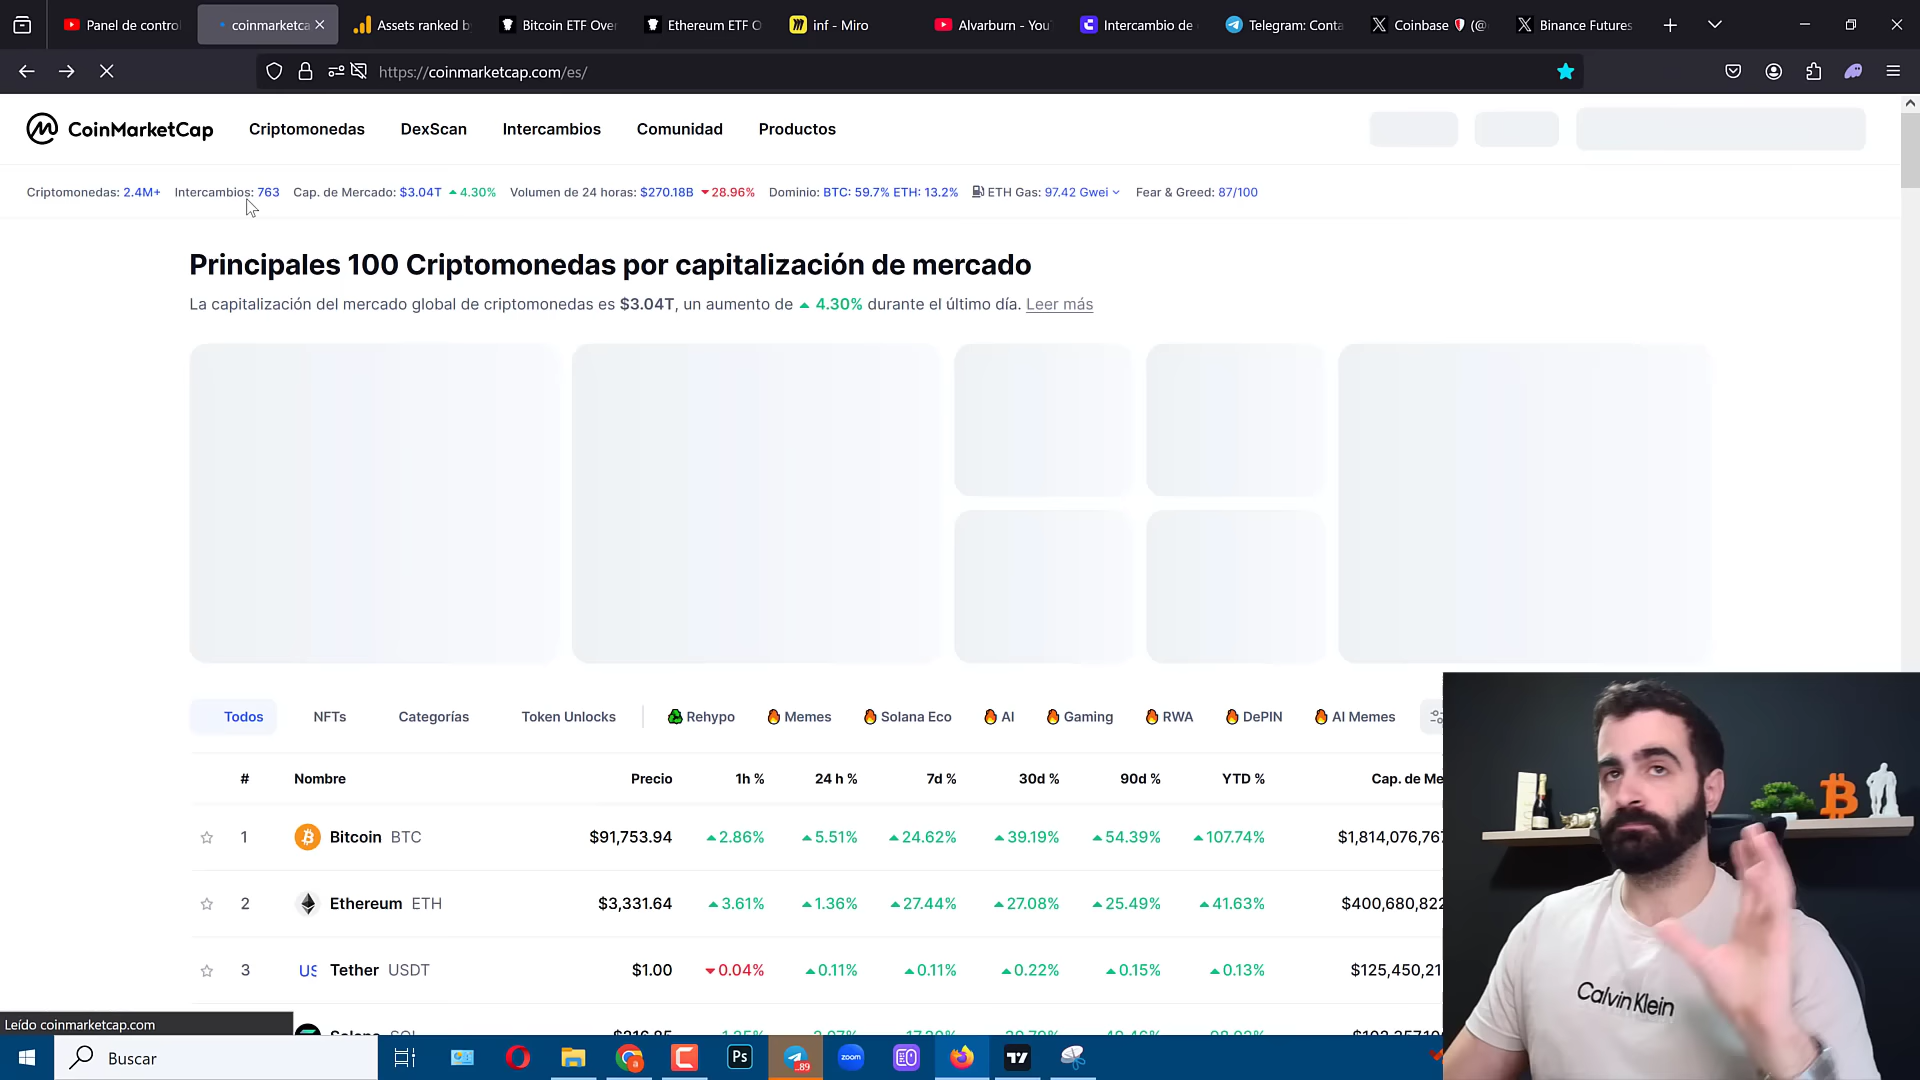 Panel de control
coinmarketca
Assets ranked b
Bitcoin ETF Over
Ethereum ETF O
inf - Miro
Alvarburn - You
Intercambio de
Telegram: Conta
Coinbase 🛡 (@
Binance Futures
https://coinmarketcap.com/es/
CoinMarketCap
Criptomonedas
DexScan
Intercambios
Comunidad
Productos
Criptomonedas: 2.4M+ Intercambios: 763 Cap. de Mercado: $3.04T 4.30% Volumen de 24 horas: $270.18B 28.96% Dominio: BTC: 59.7% ETH: 13.2% ETH Gas: 97.42 Gwei Fear & Greed: 87/100
Principales 100 Criptomonedas por capitalización de mercado
La capitalización del mercado global de criptomonedas es $3.04T, un aumento de 4.30% durante el último día. Leer más
Todos NFTs Categorías Token Unlocks Rehypo Memes Solana Eco AI Gaming RWA DePIN AI Memes
# Nombre Precio 1h % 24 h % 7d % 30d % 90d % YTD % Cap. de Me
1 Bitcoin BTC $91,753.94 2.86% 5.51% 24.62% 39.19% 54.39% 107.74% $1,814,076,767
2 Ethereum ETH $3,331.64 3.61% 1.36% 27.44% 27.08% 25.49% 41.63% $400,680,822
3 US Tether USDT $1.00 0.04% 0.11% 0.11% 0.22% 0.15% 0.13% $125,450,21
Calvin Klein
Leído coinmarketcap.com
Buscar
Ps
89
zoom